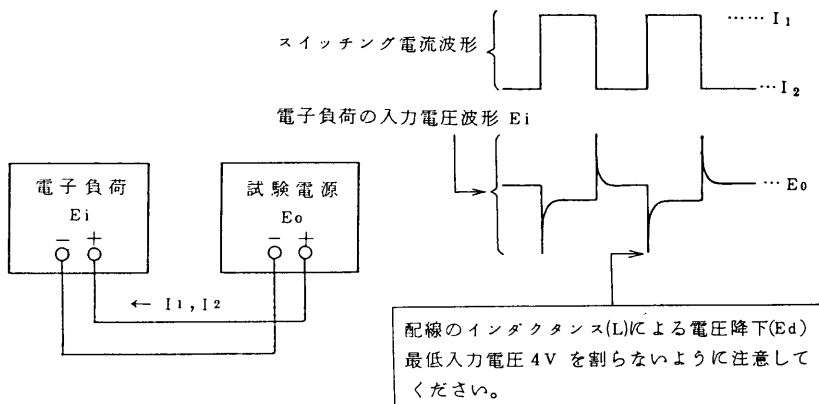 スイッチング電流波形
…… I₁
… I₂
電子負荷の入力電圧波形 Ei
… E₀
電子負荷
Ei
− +
試験電源
Eo
− +
← I₁, I₂
配線のインダクタンス(L)による電圧降下(Ed)
最低入力電圧 4V を割らないように注意して
ください。